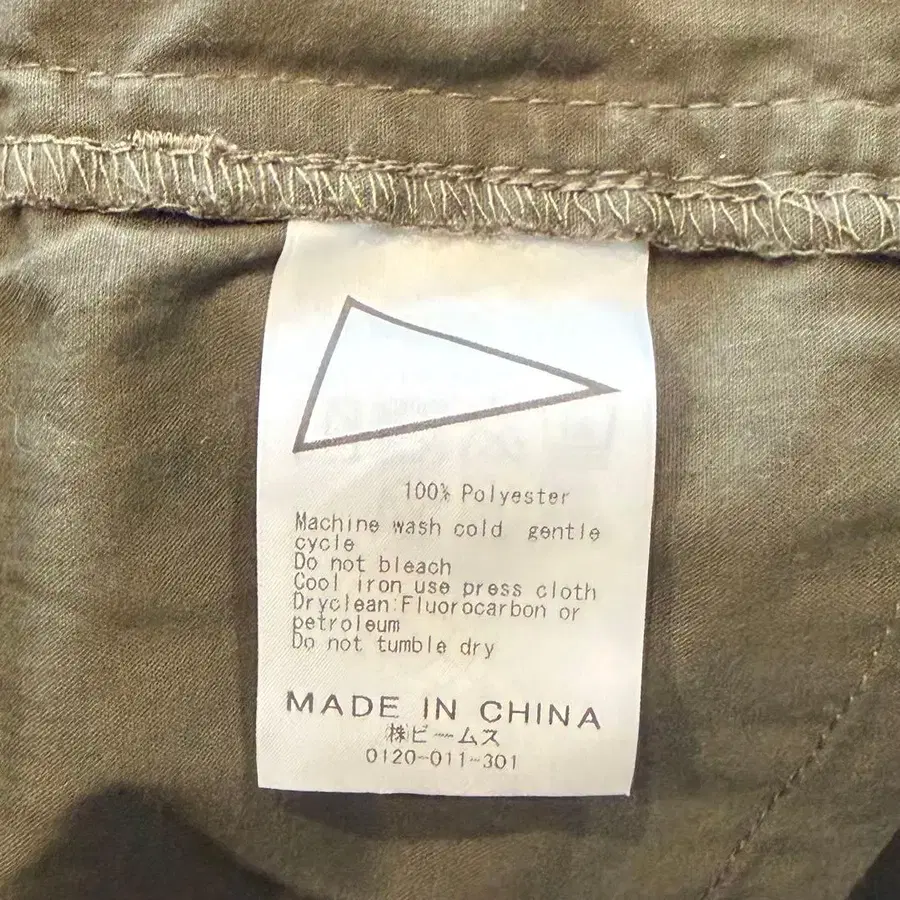 100% Polyester
Machine wash cold gentle
cycle
Do not bleach
Cool iron use press cloth
Dryclean:Fluorocarbon or
petroleum
Do not tumble dry
MADE IN CHINA
㈱ビームス
0120-011-301